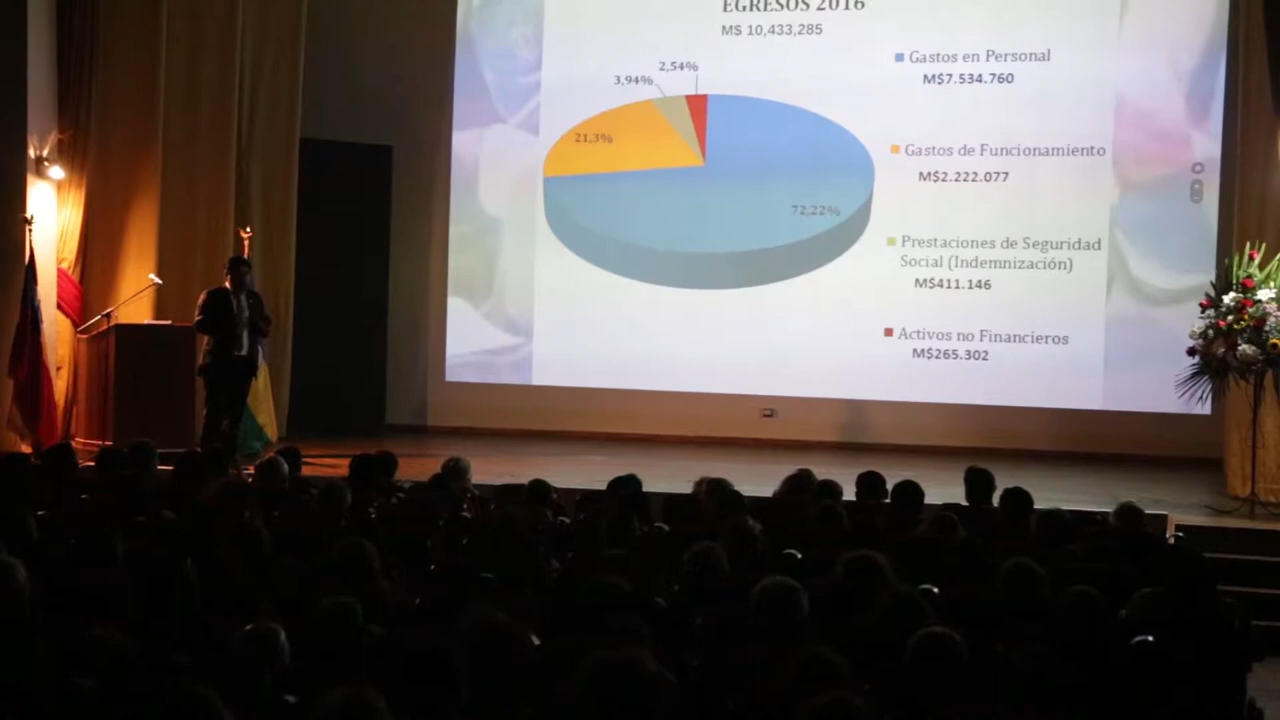 EGRESOS 2016
M$ 10,433,285
2,54%
3,94%
21,3%
72,22%
Gastos en Personal
M$7.534.760
Gastos de Funcionamiento
M$2.222.077
Prestaciones de Seguridad
Social (Indemnización)
M$411.146
Activos no Financieros
M$265.302